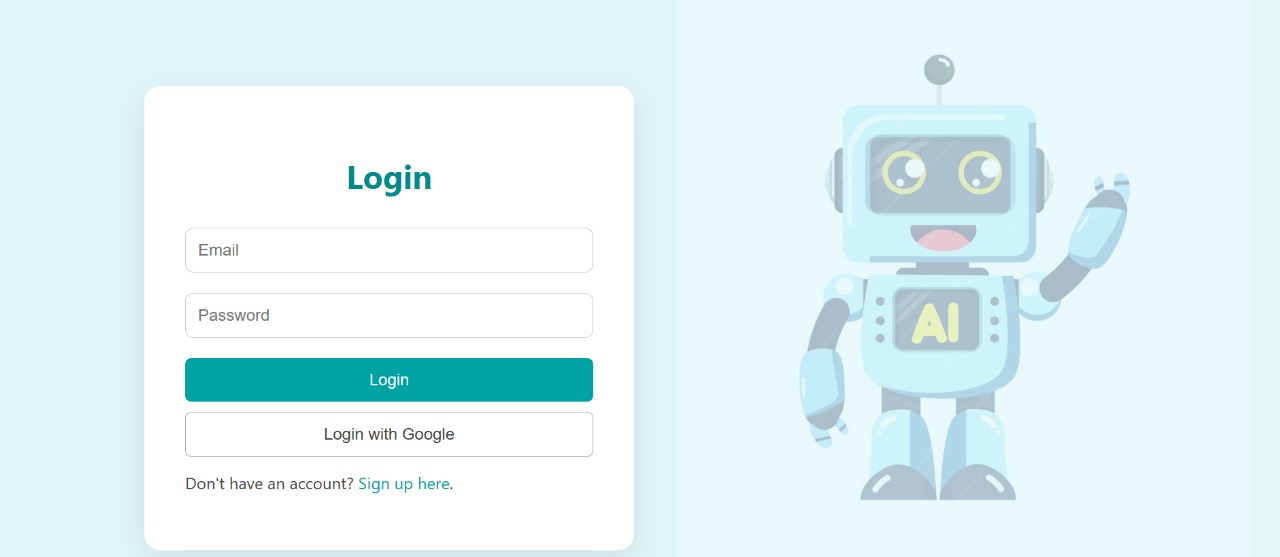 Login
Email
Password
Login
Login with Google
Don't have an account? Sign up here.
AI